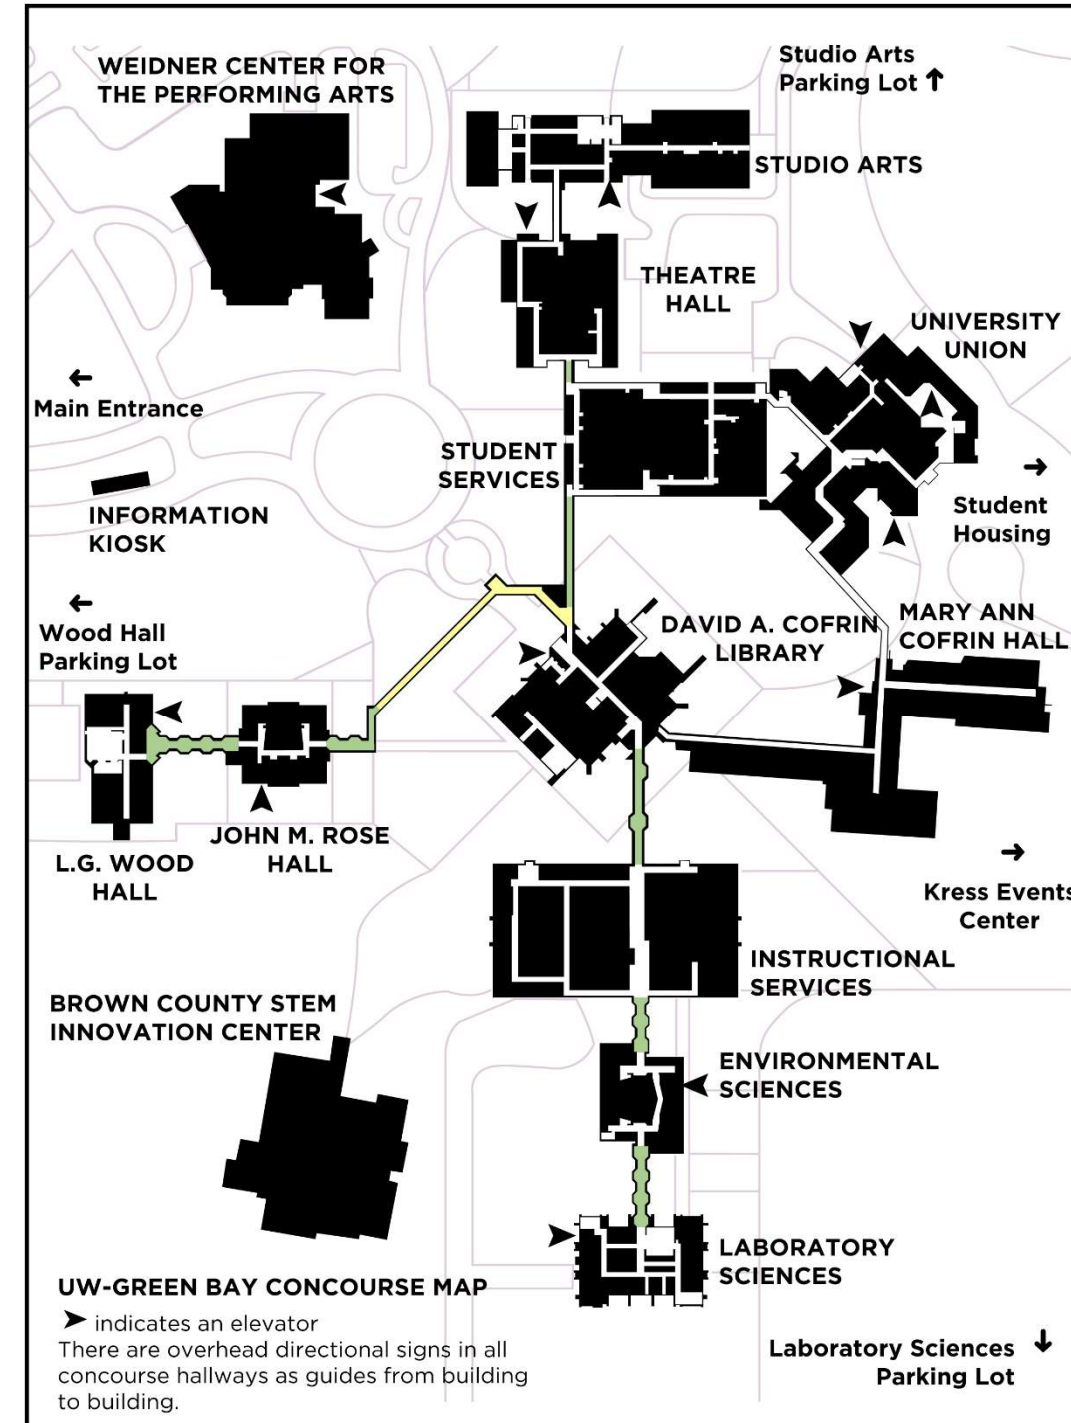 WEIDNER CENTER FOR
THE PERFORMING ARTS
Studio Arts
Parking Lot ↑
STUDIO ARTS
THEATRE
HALL
UNIVERSITY
UNION
←
Main Entrance
STUDENT
SERVICES
→
Student
Housing
INFORMATION
KIOSK
←
Wood Hall
Parking Lot
DAVID A. COFRIN
LIBRARY
MARY ANN
COFRIN HALL
JOHN M. ROSE
HALL
L.G. WOOD
HALL
→
Kress Events
Center
INSTRUCTIONAL
SERVICES
BROWN COUNTY STEM
INNOVATION CENTER
ENVIRONMENTAL
SCIENCES
LABORATORY
SCIENCES
UW-GREEN BAY CONCOURSE MAP
➤ indicates an elevator
There are overhead directional signs in all
concourse hallways as guides from building
to building.
Laboratory Sciences ↓
Parking Lot